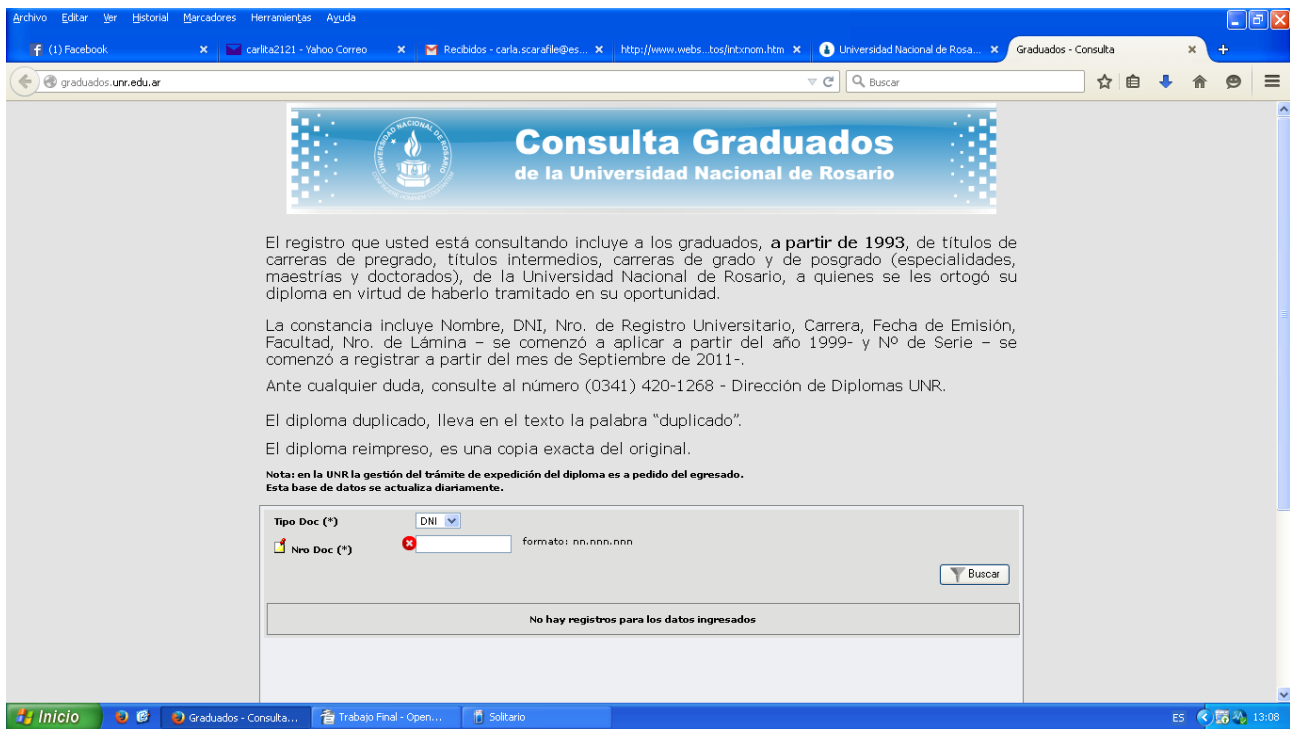 Archivo Editar Ver Historial Marcadores Herramientas Ayuda
(1) Facebook carlita2121 - Yahoo Correo Recibidos - carla.scarafile@es... http://www.webs...tos/intxnom.htm Universidad Nacional de Rosa... Graduados - Consulta
graduados.unr.edu.ar Buscar
UNIVERSIDAD NACIONAL DE ROSARIO
Consulta Graduados
de la Universidad Nacional de Rosario
El registro que usted está consultando incluye a los graduados, a partir de 1993, de títulos de
carreras de pregrado, títulos intermedios, carreras de grado y de posgrado (especialidades,
maestrías y doctorados), de la Universidad Nacional de Rosario, a quienes se les ortogó su
diploma en virtud de haberlo tramitado en su oportunidad.
La constancia incluye Nombre, DNI, Nro. de Registro Universitario, Carrera, Fecha de Emisión,
Facultad, Nro. de Lámina – se comenzó a aplicar a partir del año 1999- y Nº de Serie – se
comenzó a registrar a partir del mes de Septiembre de 2011-.
Ante cualquier duda, consulte al número (0341) 420-1268 - Dirección de Diplomas UNR.
El diploma duplicado, lleva en el texto la palabra “duplicado”.
El diploma reimpreso, es una copia exacta del original.
Nota: en la UNR la gestión del trámite de expedición del diploma es a pedido del egresado.
Esta base de datos se actualiza diariamente.
Tipo Doc (*) DNI
Nro Doc (*) formato: nn.nnn.nnn
Buscar
No hay registros para los datos ingresados
Inicio Graduados - Consulta... Trabajo Final - Open... Solitario ES 13:08